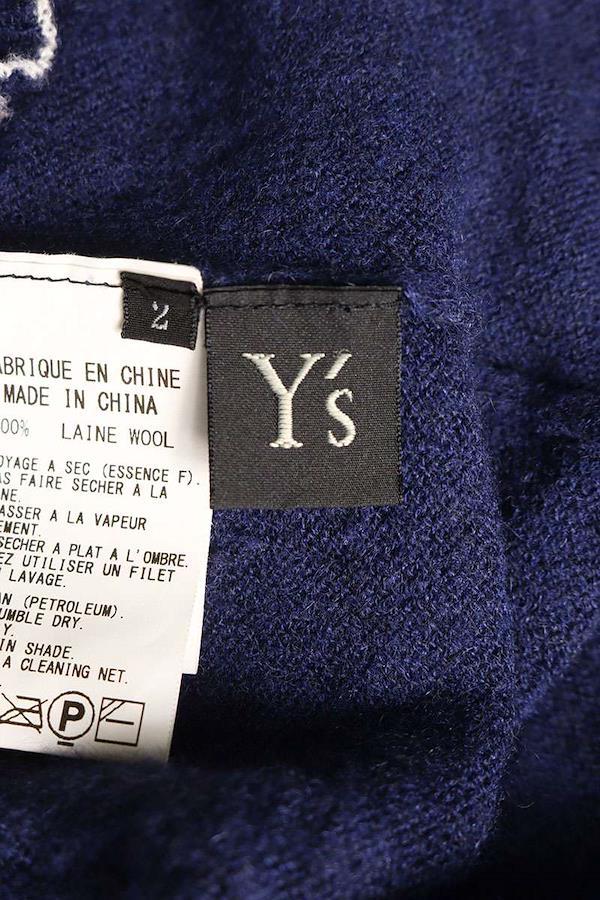 2
Y's
ABRIQUE EN CHINE
MADE IN CHINA
00% LAINE WOOL
OYAGE A SEC (ESSENCE F).
AS FAIRE SECHER A LA
NE.
ASSER A LA VAPEUR
EMENT.
SECHER A PLAT A L'OMBRE.
EZ UTILISER UN FILET
LAVAGE.
AN (PETROLEUM).
UMBLE DRY.
Y.
IN SHADE.
A CLEANING NET.
P